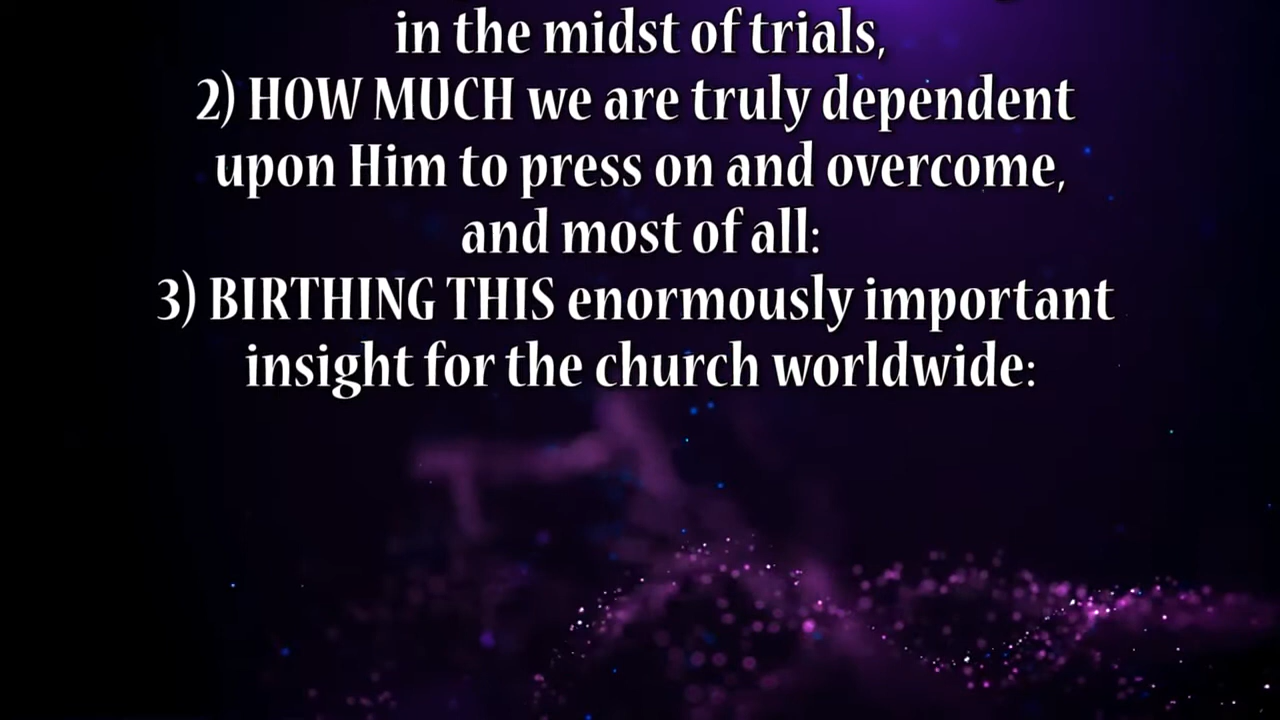 in the midst of trials,
2) HOW MUCH we are truly dependent
upon Him to press on and overcome,
and most of all:
3) BIRTHING THIS enormously important
insight for the church worldwide: